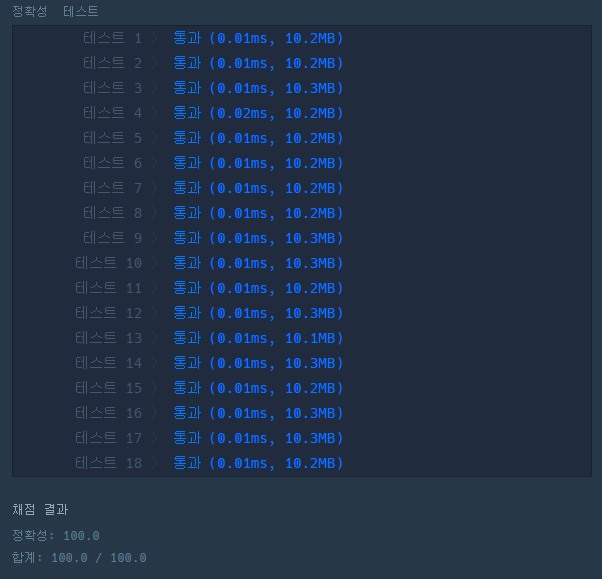 정확성 테스트
테스트 1 〉 통과 (0.01ms, 10.2MB)
테스트 2 〉 통과 (0.01ms, 10.2MB)
테스트 3 〉 통과 (0.01ms, 10.3MB)
테스트 4 〉 통과 (0.02ms, 10.2MB)
테스트 5 〉 통과 (0.01ms, 10.2MB)
테스트 6 〉 통과 (0.01ms, 10.2MB)
테스트 7 〉 통과 (0.01ms, 10.2MB)
테스트 8 〉 통과 (0.01ms, 10.2MB)
테스트 9 〉 통과 (0.01ms, 10.3MB)
테스트 10 〉 통과 (0.01ms, 10.3MB)
테스트 11 〉 통과 (0.01ms, 10.2MB)
테스트 12 〉 통과 (0.01ms, 10.3MB)
테스트 13 〉 통과 (0.01ms, 10.1MB)
테스트 14 〉 통과 (0.01ms, 10.3MB)
테스트 15 〉 통과 (0.01ms, 10.2MB)
테스트 16 〉 통과 (0.01ms, 10.3MB)
테스트 17 〉 통과 (0.01ms, 10.3MB)
테스트 18 〉 통과 (0.01ms, 10.2MB)
채점 결과
정확성: 100.0
합계: 100.0 / 100.0